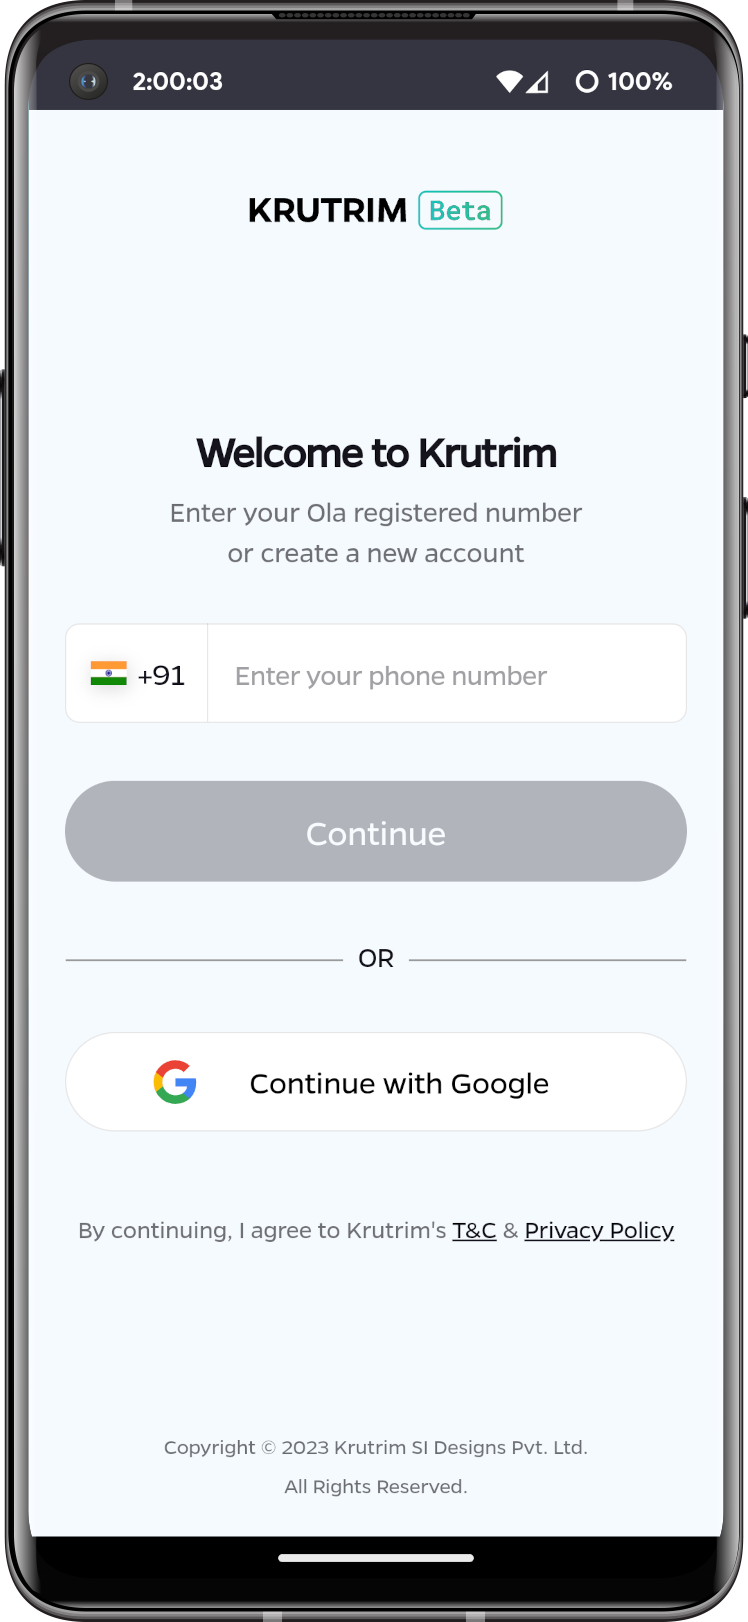 2:00:03 100%
KRUTRIM Beta
Welcome to Krutrim
Enter your Ola registered number
or create a new account
+91 Enter your phone number
Continue
OR
Continue with Google
By continuing, I agree to Krutrim's T&C & Privacy Policy
Copyright © 2023 Krutrim SI Designs Pvt. Ltd.
All Rights Reserved.